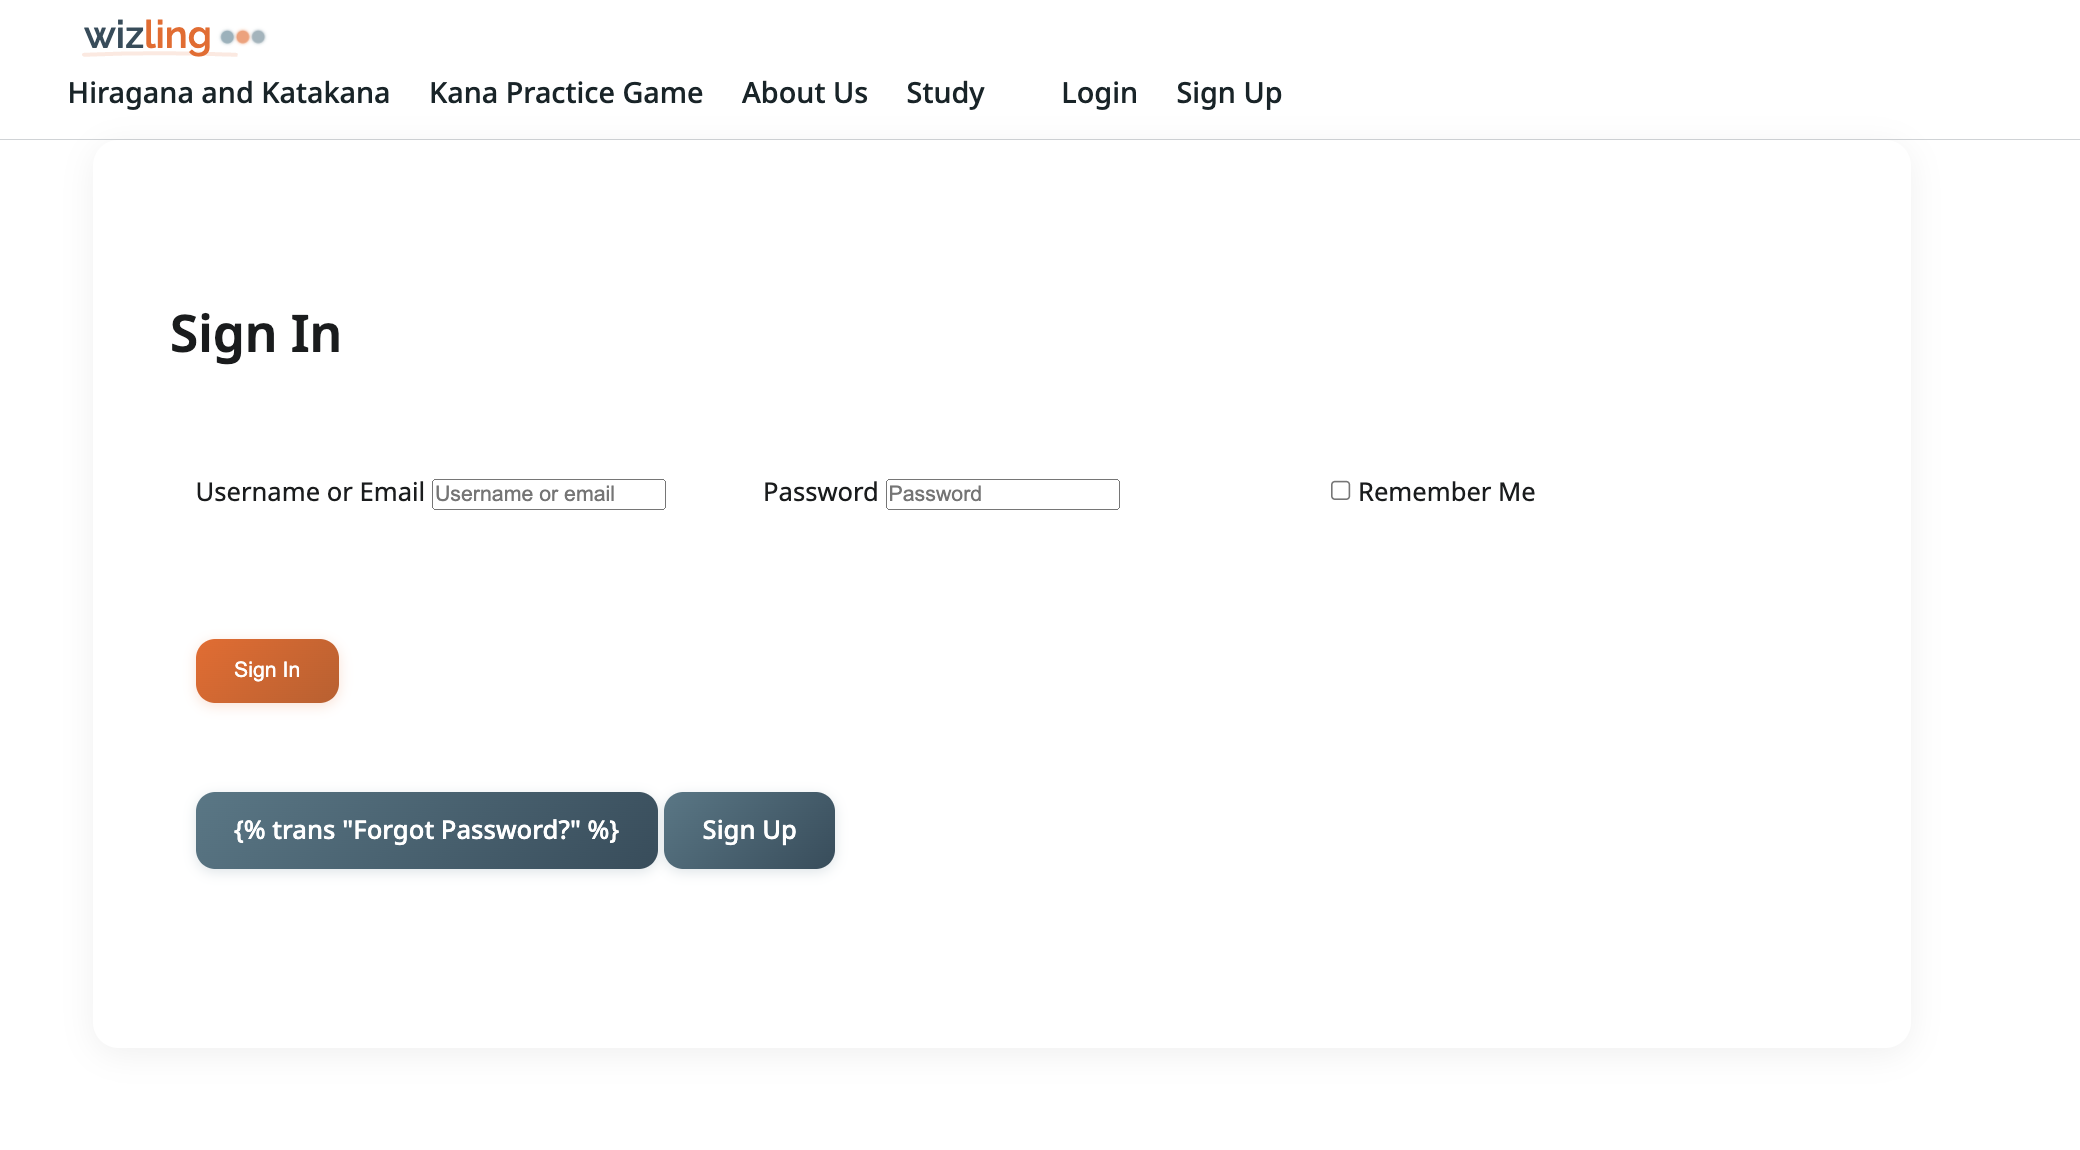 wizling
Hiragana and Katakana Kana Practice Game About Us Study Login Sign Up
Sign In
Username or Email Username or email Password Password Remember Me
Sign In
{% trans "Forgot Password?" %} Sign Up